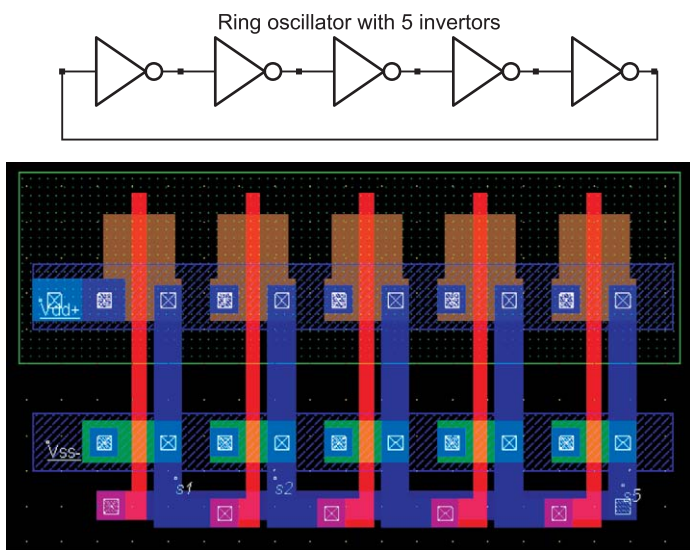 Ring oscillator with 5 invertors
Vdd+
Vss-
s1
s2
s5